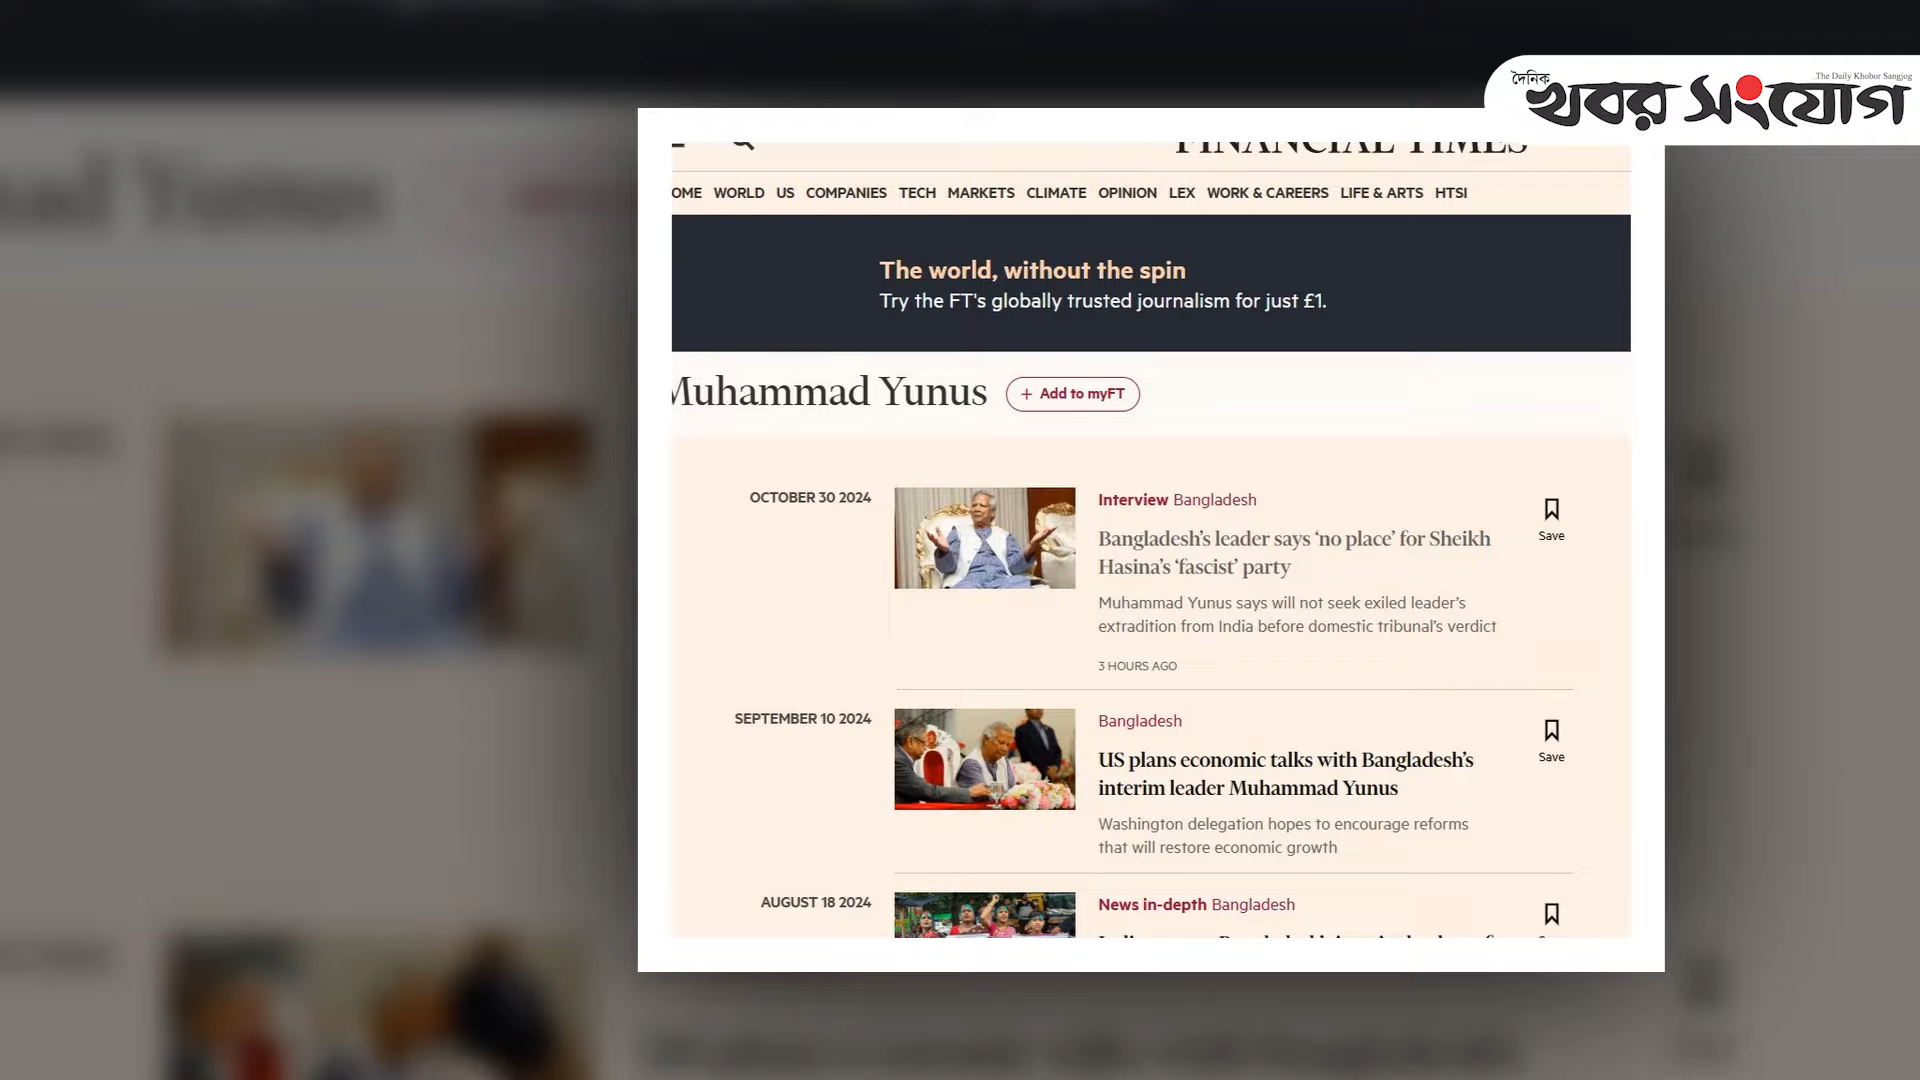 দৈনিক
The Daily Khobor Sangjog
খবর সংযোগ
FINANCIAL TIMES
OME WORLD US COMPANIES TECH MARKETS CLIMATE OPINION LEX WORK & CAREERS LIFE & ARTS HTSI
The world, without the spin
Try the FT's globally trusted journalism for just £1.
Muhammad Yunus
+ Add to myFT
OCTOBER 30 2024
Interview Bangladesh
Bangladesh's leader says ‘no place’ for Sheikh
Hasina's ‘fascist’ party
Muhammad Yunus says will not seek exiled leader's
extradition from India before domestic tribunal's verdict
3 HOURS AGO
Save
SEPTEMBER 10 2024
Bangladesh
US plans economic talks with Bangladesh's
interim leader Muhammad Yunus
Washington delegation hopes to encourage reforms
that will restore economic growth
Save
AUGUST 18 2024
News in-depth Bangladesh